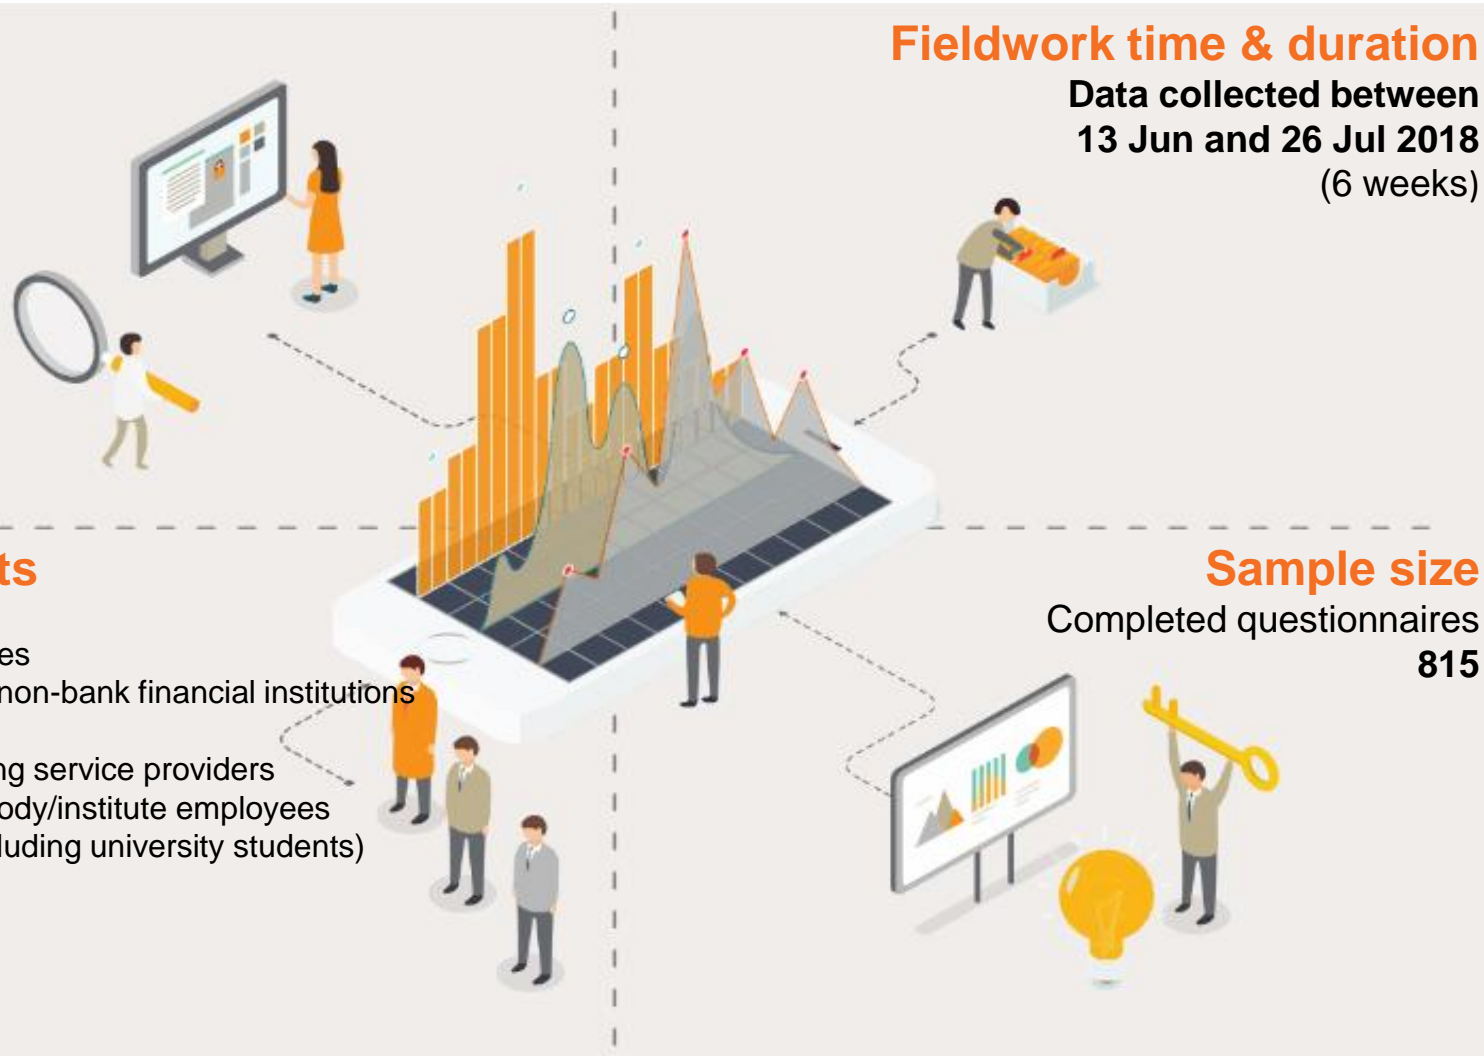 Fieldwork time & duration
Data collected between
13 Jun and 26 Jul 2018
(6 weeks)
ts
es
non-bank financial institutions
ng service providers
ody/institute employees
luding university students)
Sample size
Completed questionnaires
815